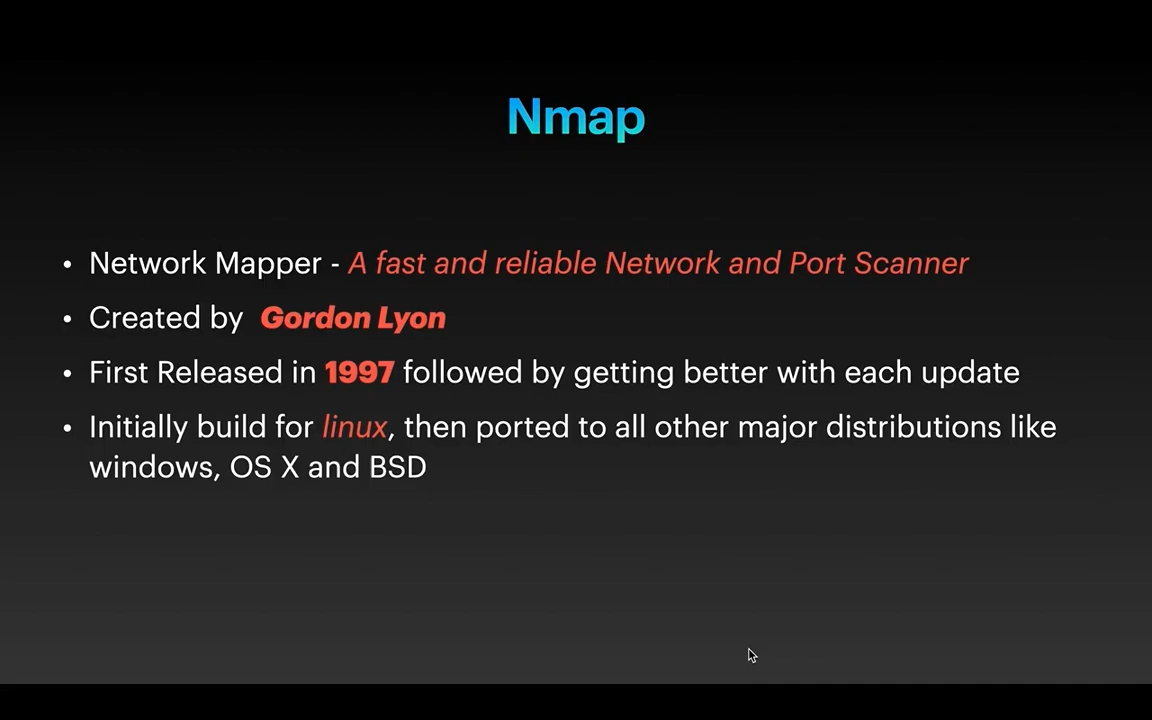 Nmap
• Network Mapper - A fast and reliable Network and Port Scanner
• Created by Gordon Lyon
• First Released in 1997 followed by getting better with each update
• Initially build for linux, then ported to all other major distributions like
windows, OS X and BSD